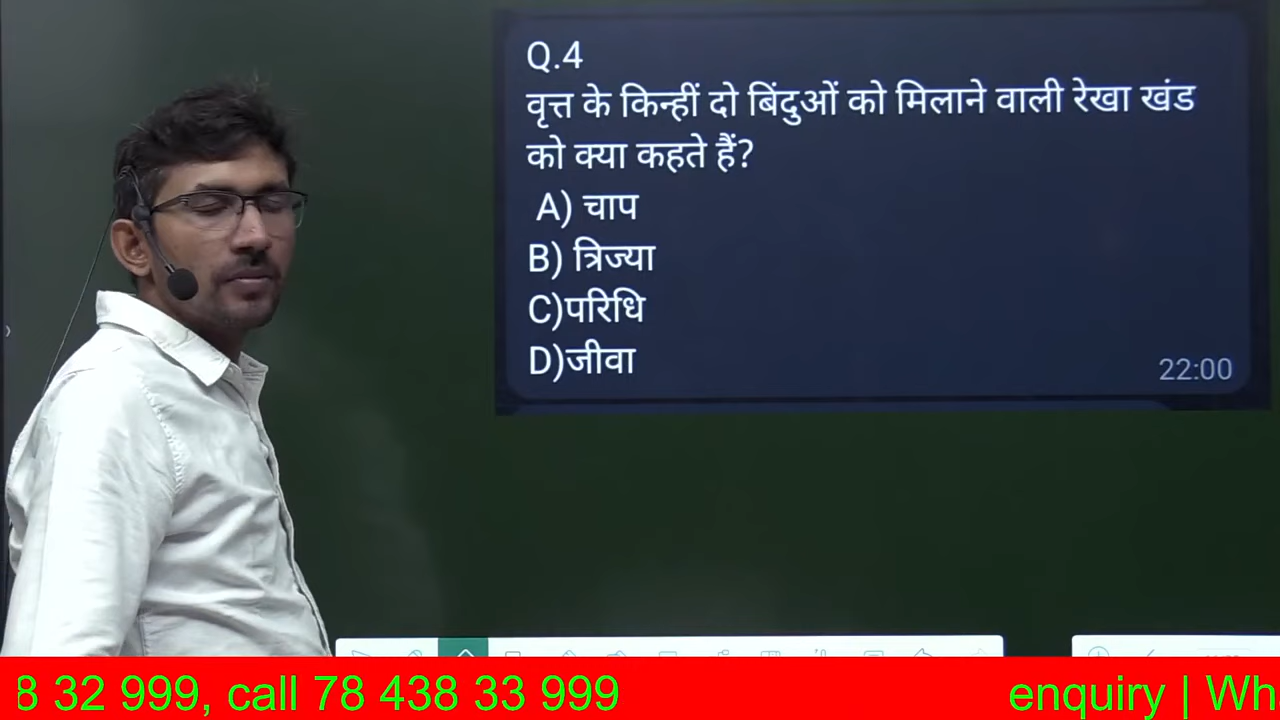 Q.4
वृत्त के किन्हीं दो बिंदुओं को मिलाने वाली रेखा खंड
को क्या कहते हैं?
A) चाप
B) त्रिज्या
C)परिधि
D)जीवा
22:00
8 32 999, call 78 438 33 999 enquiry | Wh